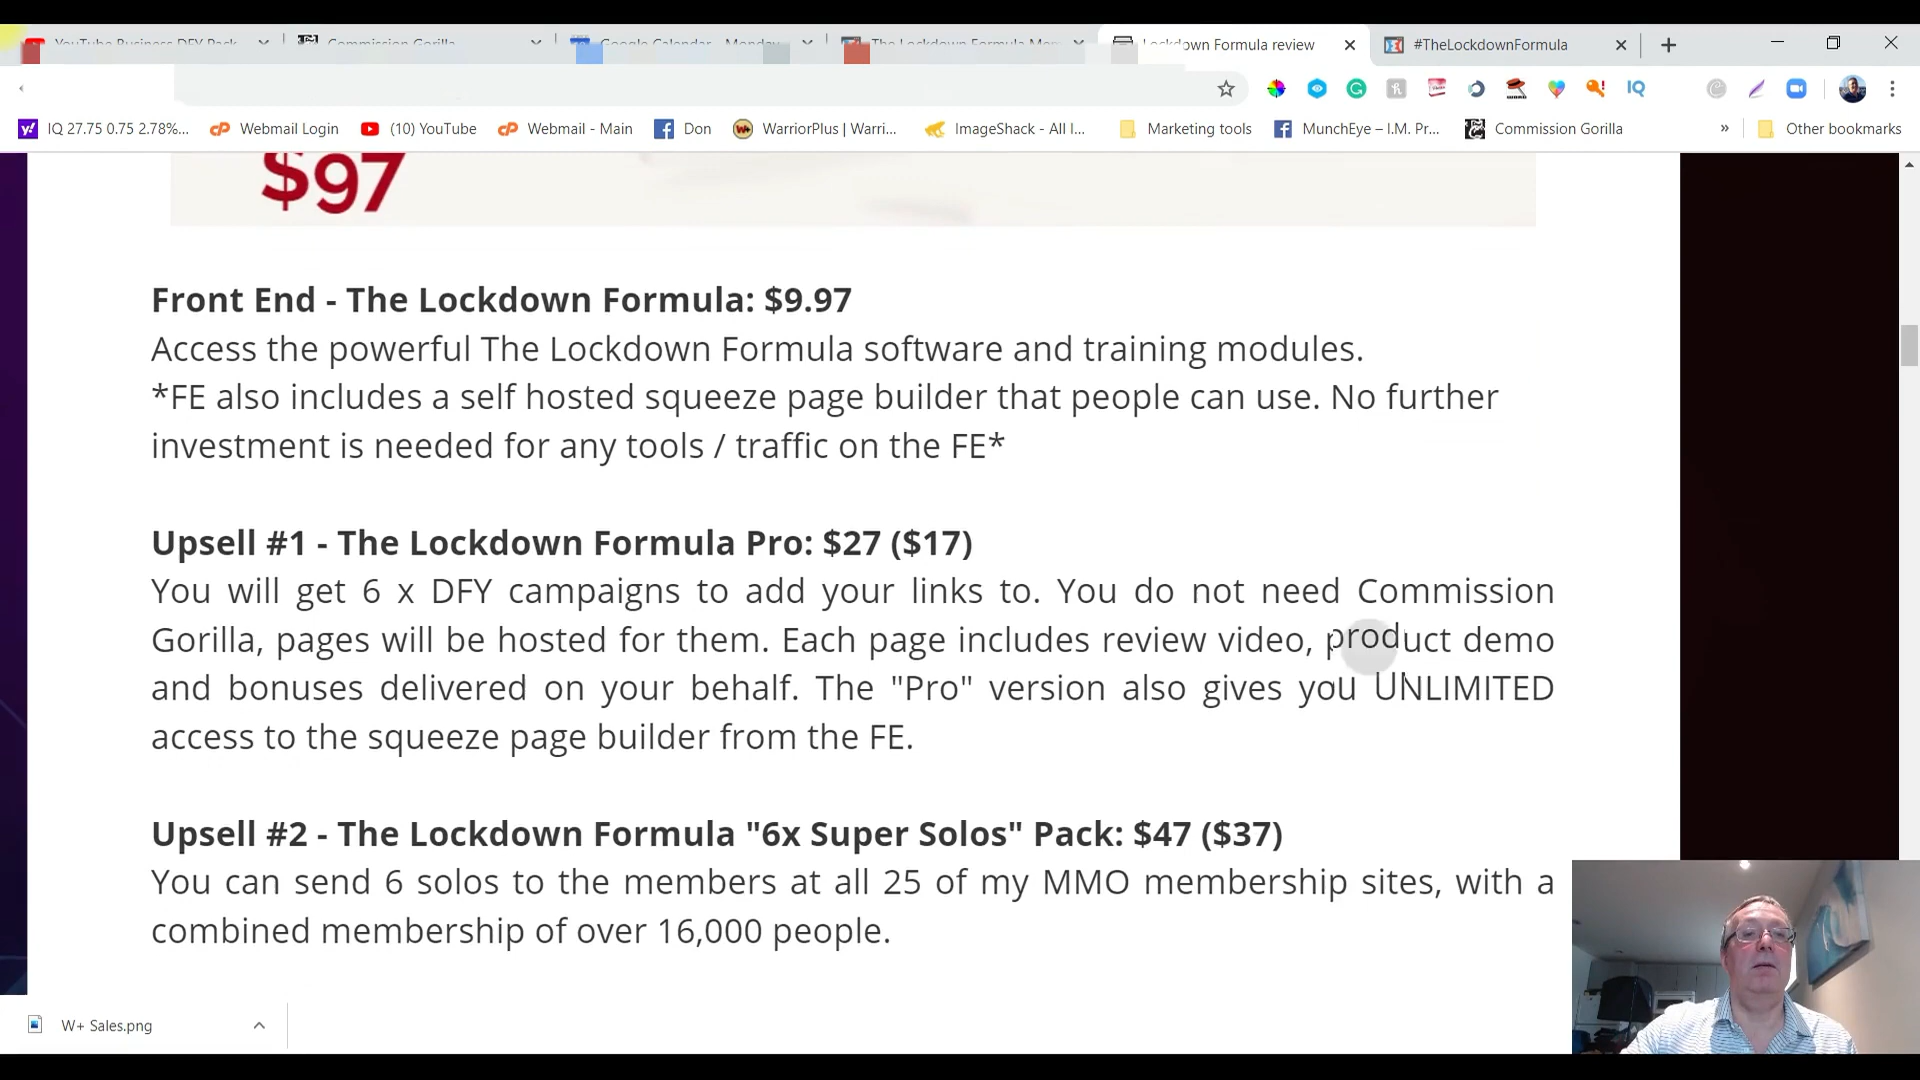 Lockdown Formula review
#TheLockdownFormula
IQ
IQ 27.75 0.75 2.78%...
Webmail Login
(10) YouTube
Webmail - Main
Don
WarriorPlus | Warri...
ImageShack - All I...
Marketing tools
MunchEye – I.M. Pr...
Commission Gorilla
»
Other bookmarks
$97
Front End - The Lockdown Formula: $9.97
Access the powerful The Lockdown Formula software and training modules.
*FE also includes a self hosted squeeze page builder that people can use. No further
investment is needed for any tools / traffic on the FE*
Upsell #1 - The Lockdown Formula Pro: $27 ($17)
You will get 6 x DFY campaigns to add your links to. You do not need Commission
Gorilla, pages will be hosted for them. Each page includes review video, product demo
and bonuses delivered on your behalf. The "Pro" version also gives you UNLIMITED
access to the squeeze page builder from the FE.
Upsell #2 - The Lockdown Formula "6x Super Solos" Pack: $47 ($37)
You can send 6 solos to the members at all 25 of my MMO membership sites, with a
combined membership of over 16,000 people.
W+ Sales.png